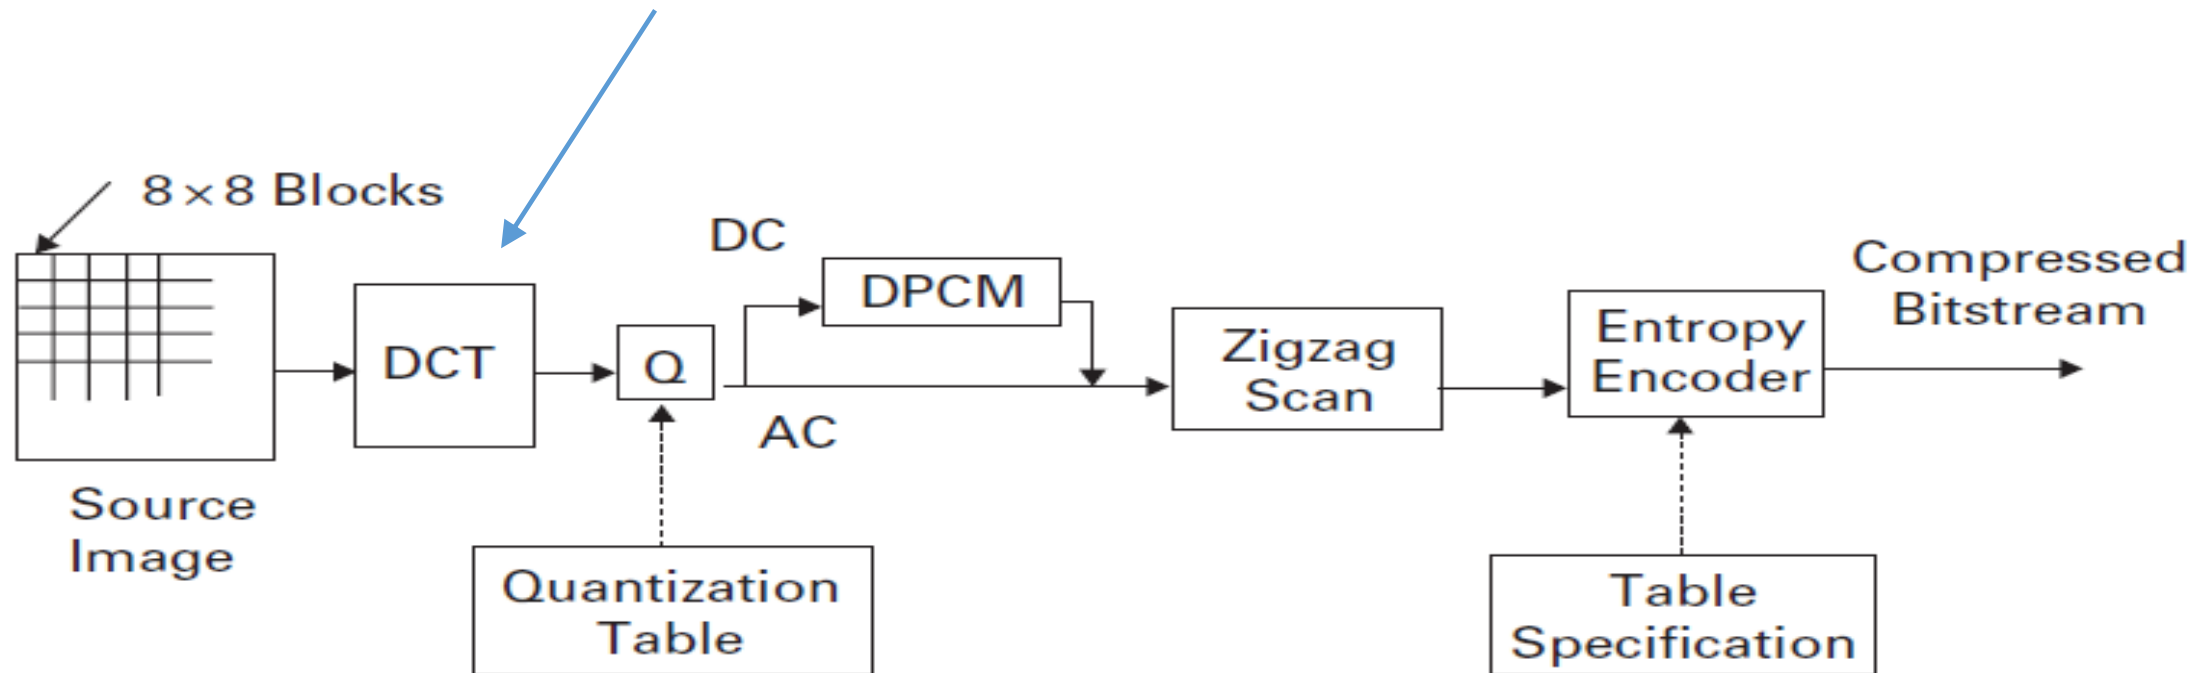 8×8 Blocks
Source
Image
DCT
Q
Quantization
Table
DC
DPCM
AC
Zigzag
Scan
Entropy
Encoder
Table
Specification
Compressed
Bitstream